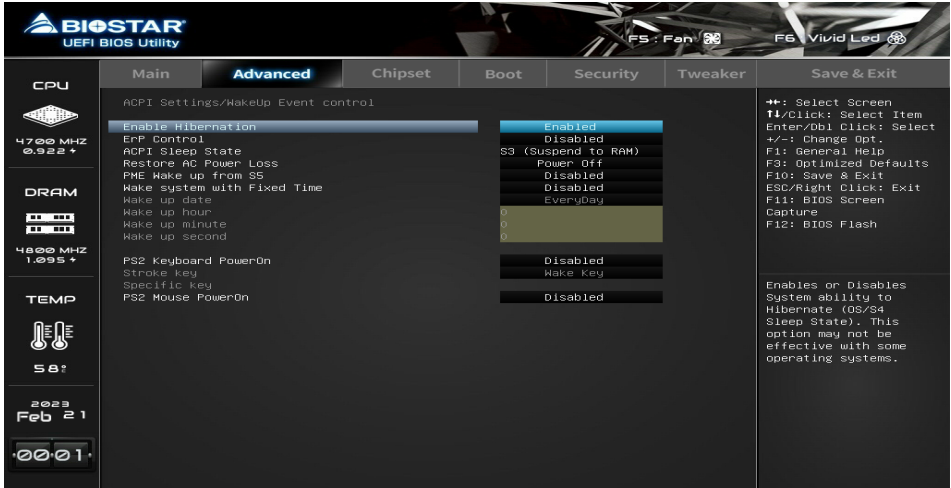 BIOSTAR
UEFI BIOS Utility
F5 : Fan
F6 Vivid Led
Main Advanced Chipset Boot Security Tweaker Save & Exit
CPU
4700 MHZ
0.922
DRAM
4800 MHZ
1.095
TEMP
58
2023
Feb 21
00:01
ACPI Settings/WakeUp Event control
Enable Hibernation Enabled
ErP Control Disabled
ACPI Sleep State S3 (Suspend to RAM)
Restore AC Power Loss Power Off
PME Wake up from S5 Disabled
Wake system with Fixed Time Disabled
Wake up date EveryDay
Wake up hour 0
Wake up minute 0
Wake up second 0
PS2 Keyboard PowerOn Disabled
Stroke key Wake Key
Specific key
PS2 Mouse PowerOn Disabled
→←: Select Screen
↑↓/Click: Select Item
Enter/Dbl Click: Select
+/-: Change Opt.
F1: General Help
F3: Optimized Defaults
F10: Save & Exit
ESC/Right Click: Exit
F11: BIOS Screen
Capture
F12: BIOS Flash
Enables or Disables
System ability to
Hibernate (OS/S4
Sleep State). This
option may not be
effective with some
operating systems.